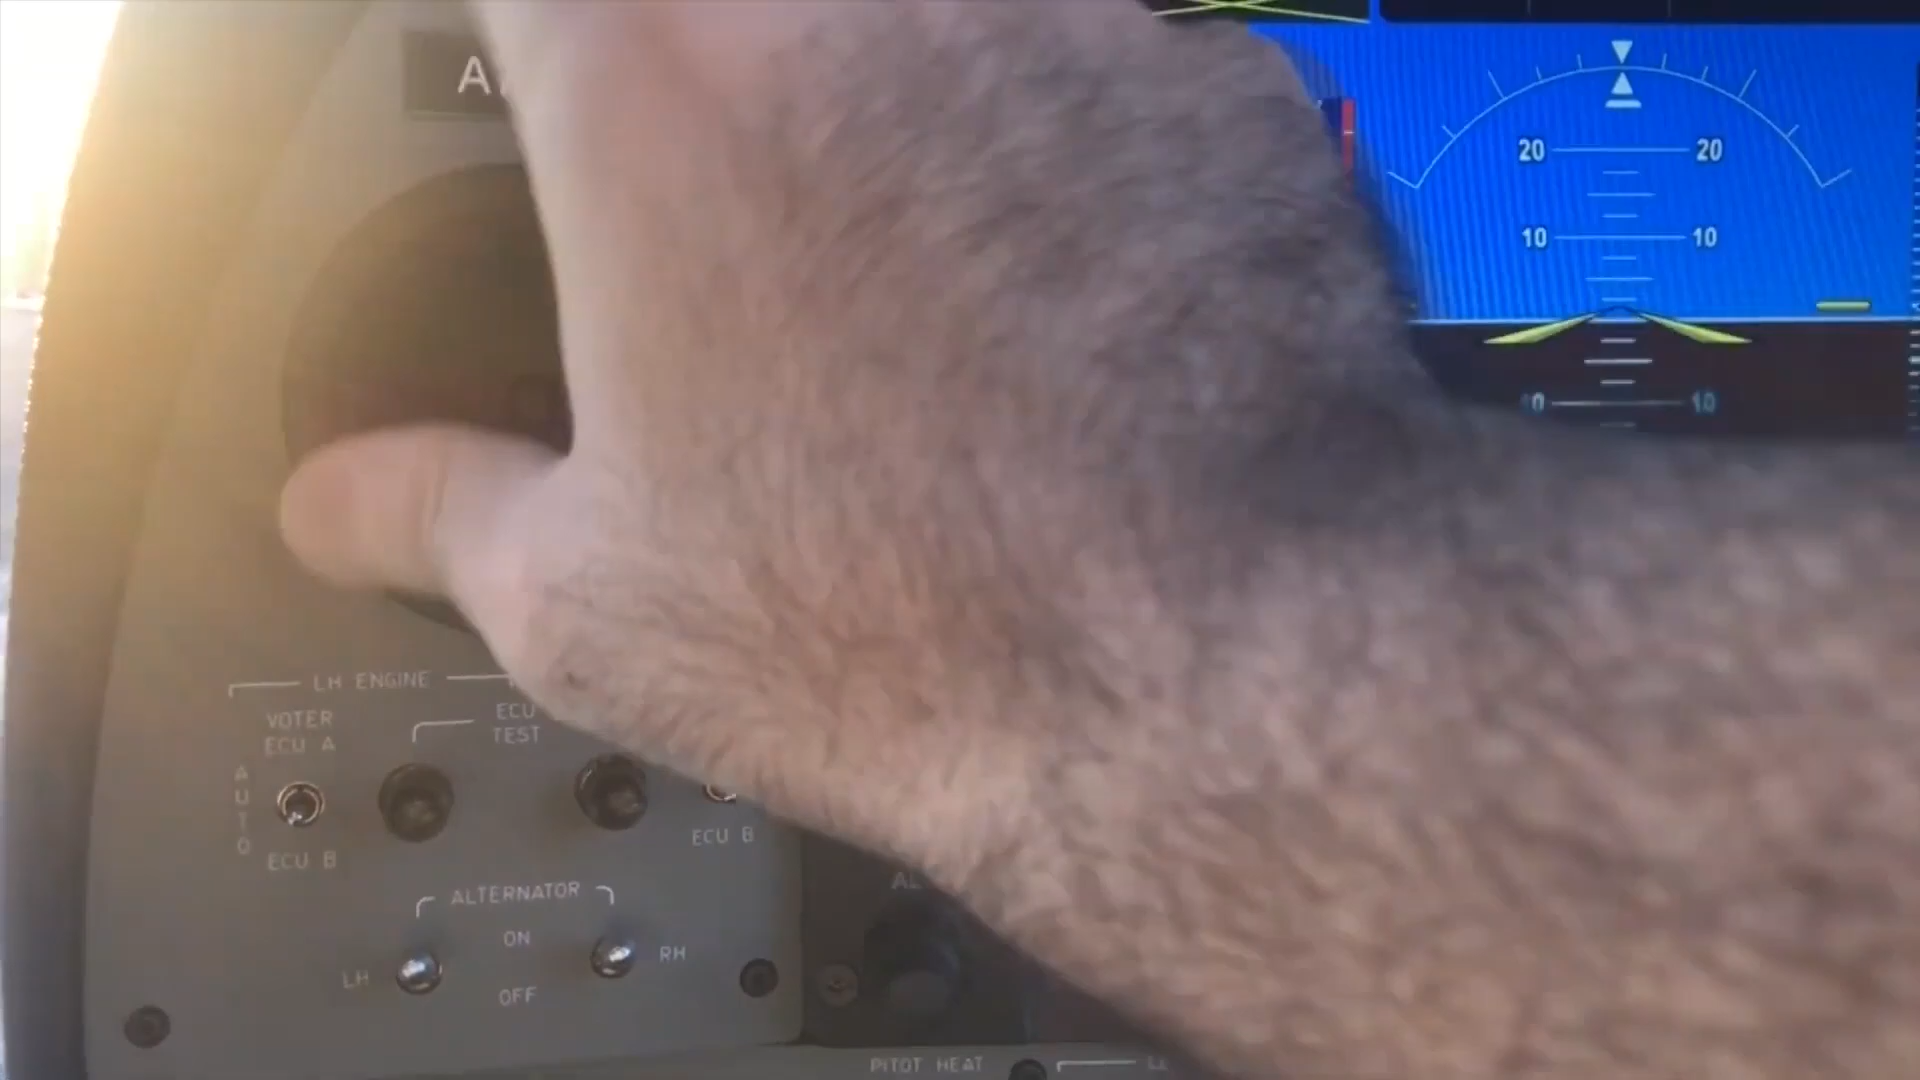 20 20
10 10
10 10
LH ENGINE
VOTER
ECU A
AUTO
ECU B
ECU
TEST
ECU B
ALTERNATOR
ON
LH
RH
OFF
PITOT HEAT